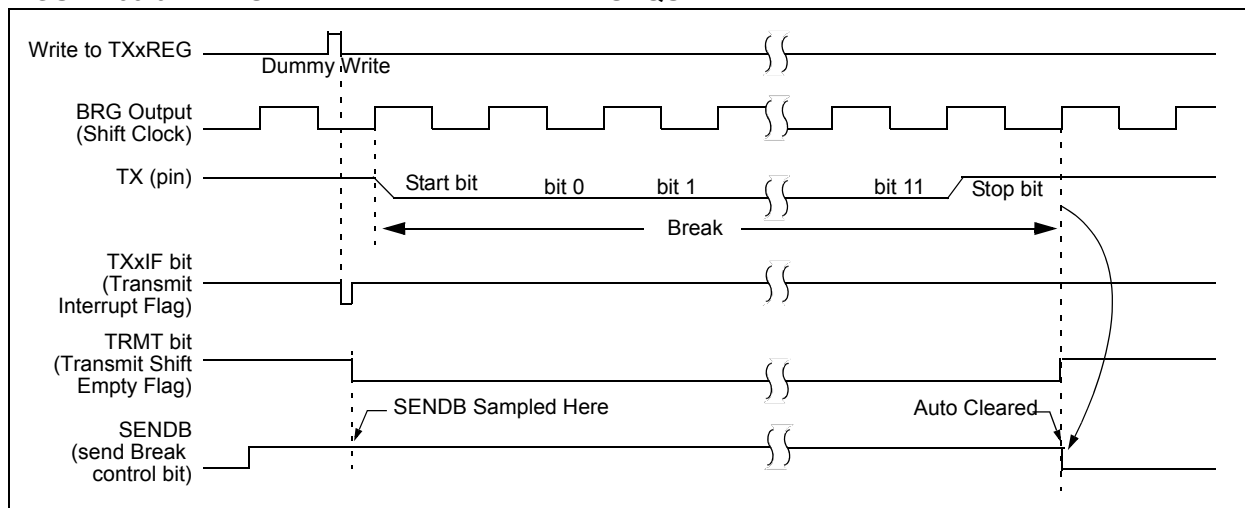 Write to TXxREG
Dummy Write
BRG Output
(Shift Clock)
TX (pin)
Start bit
bit 0
bit 1
bit 11
Stop bit
Break
TXxIF bit
(Transmit
Interrupt Flag)
TRMT bit
(Transmit Shift
Empty Flag)
SENDB Sampled Here
Auto Cleared
SENDB
(send Break
control bit)